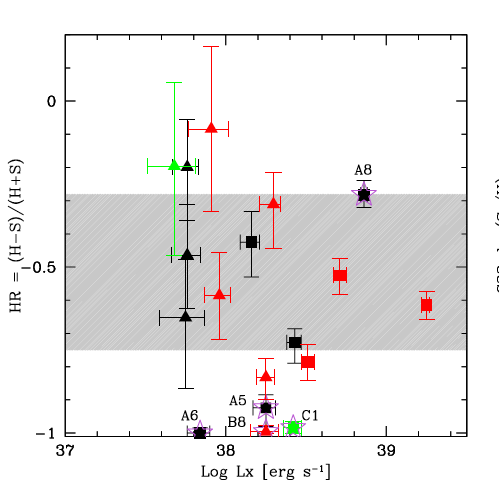 HR = (H−S)/(H+S)
0
−0.5
−1
A8
A5
A6
B8
C1
37
38
39
Log Lx [erg s⁻¹]